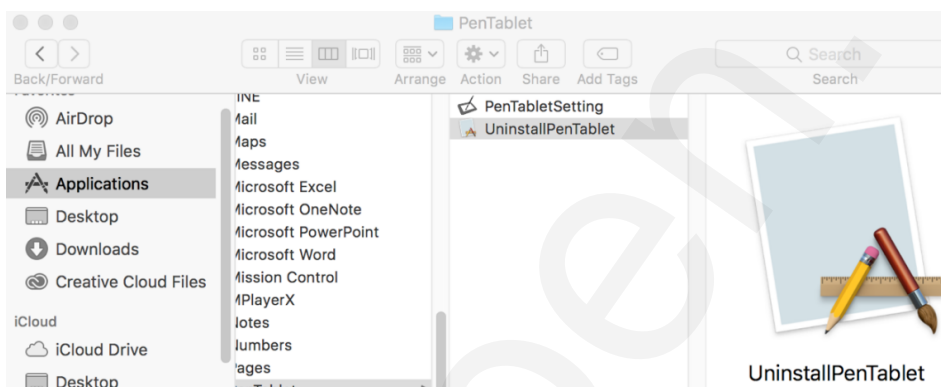 PenTablet
Search
Back/Forward
View
Arrange
Action
Share
Add Tags
Search
AirDrop
All My Files
Applications
Desktop
Downloads
Creative Cloud Files
iCloud
iCloud Drive
Desktop
Mail
Maps
Messages
Microsoft Excel
Microsoft OneNote
Microsoft PowerPoint
Microsoft Word
Mission Control
MPlayerX
Notes
Numbers
Pages
PenTabletSetting
UninstallPenTablet
UninstallPenTablet